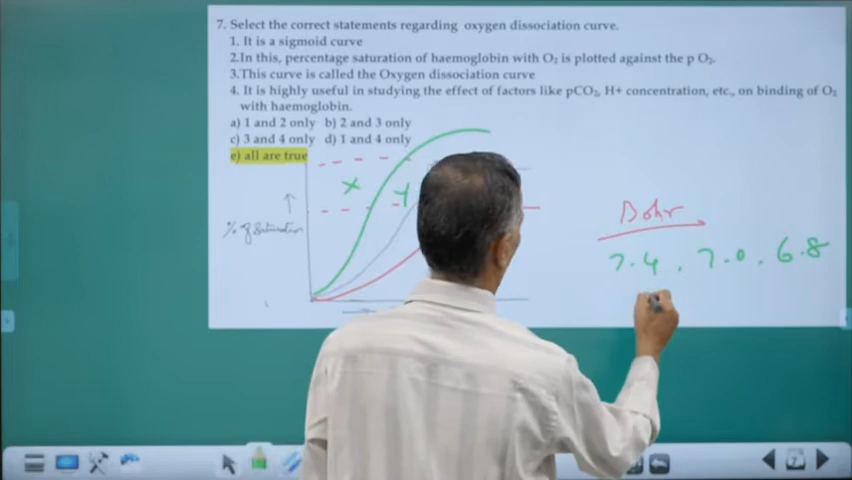 7. Select the correct statements regarding oxygen dissociation curve.
1. It is a sigmoid curve
2.In this, percentage saturation of haemoglobin with O₂ is plotted against the p O₂.
3.This curve is called the Oxygen dissociation curve
4. It is highly useful in studying the effect of factors like pCO₂, H+ concentration, etc., on binding of O₂
with haemoglobin.
a) 1 and 2 only b) 2 and 3 only
c) 3 and 4 only d) 1 and 4 only
e) all are true
X Y
% of Saturation
Bohr
7.4, 7.0, 6.8
7